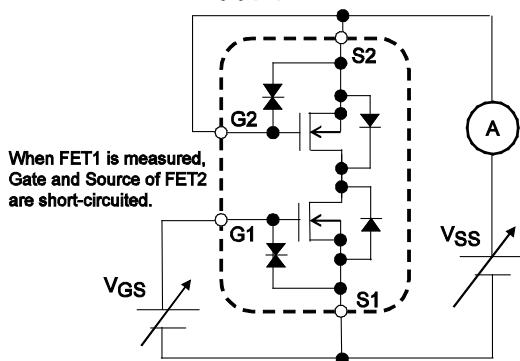 S2
G2
A
When FET1 is measured,
Gate and Source of FET2
are short-circuited.
G1
VSS
VGS
S1